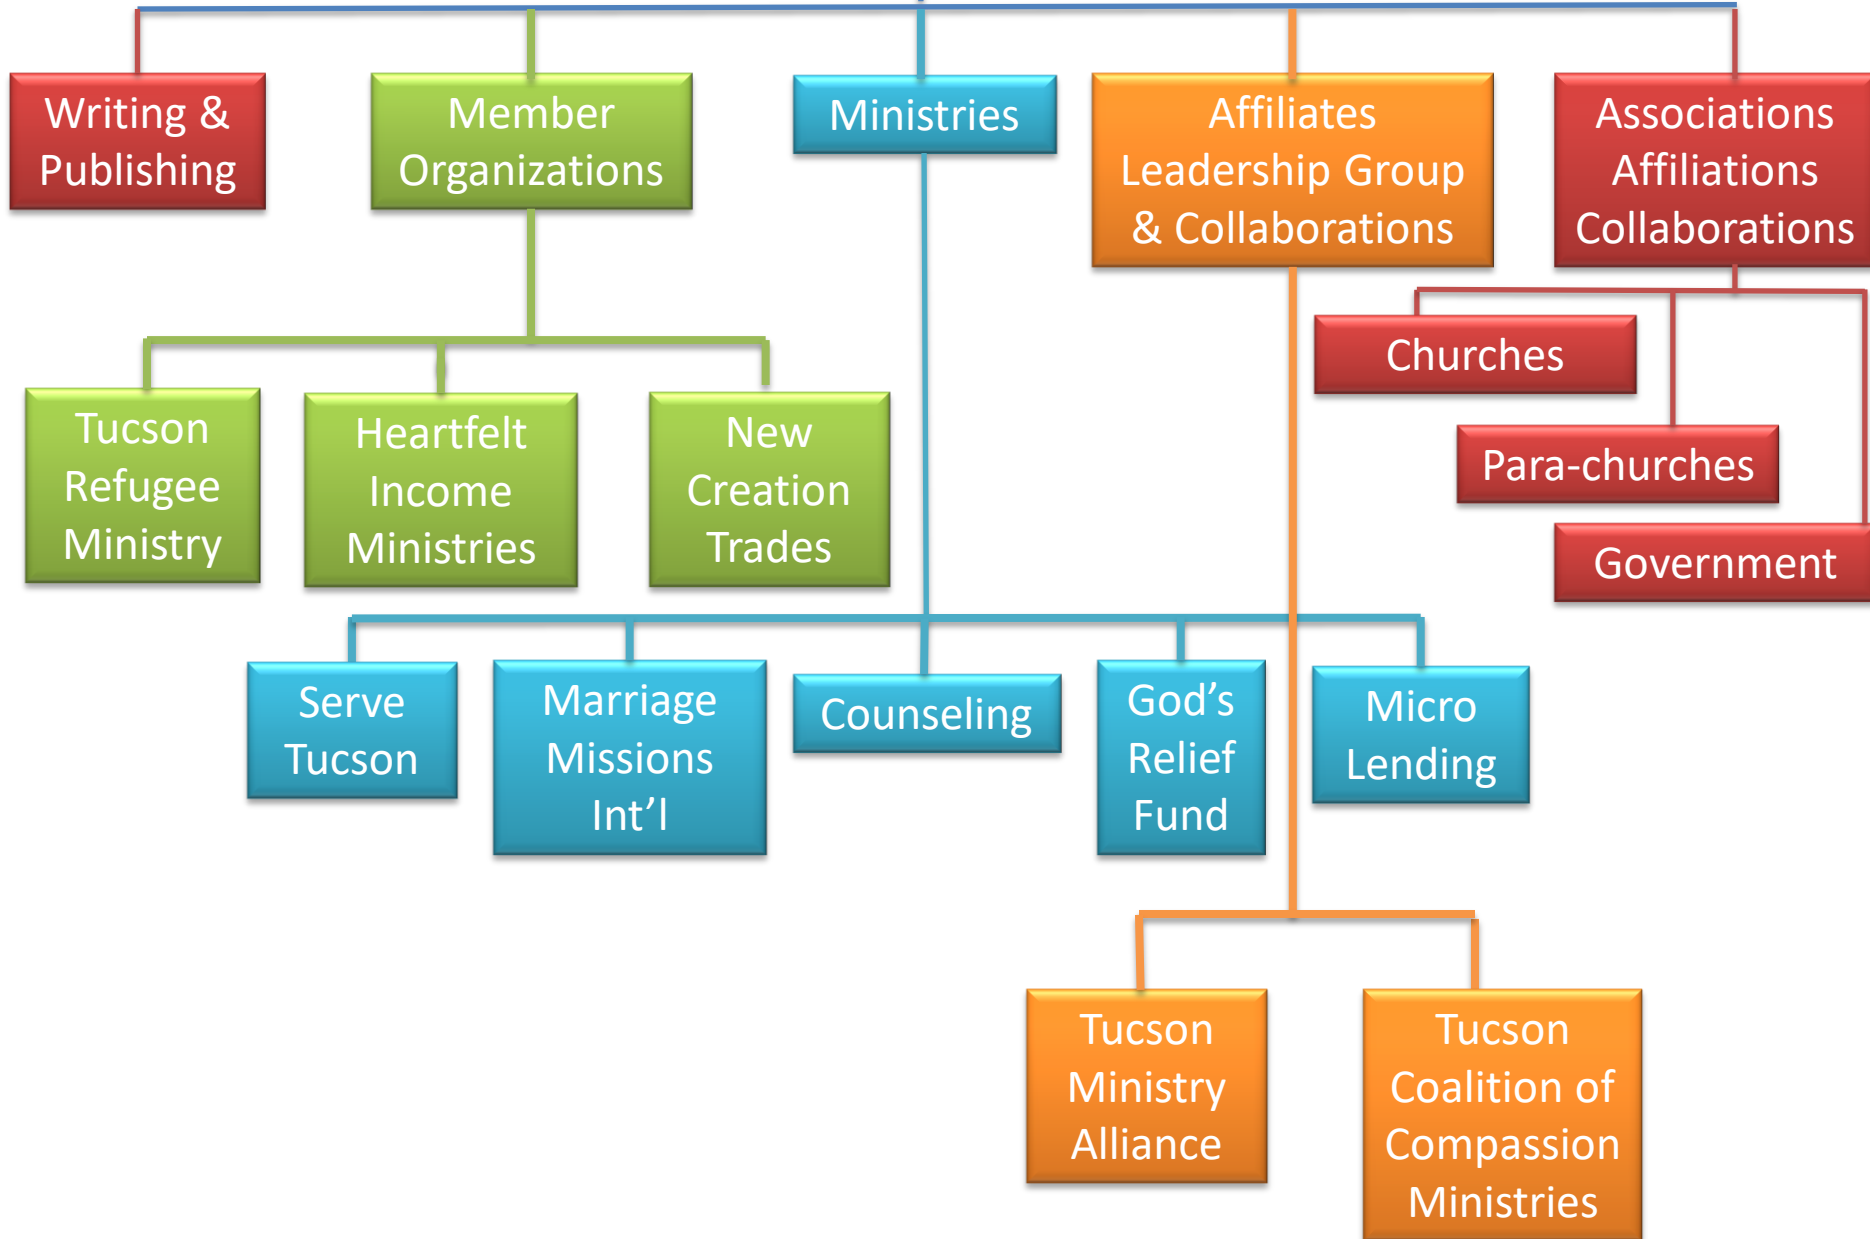 Writing &
Publishing
Member
Organizations
Ministries
Affiliates
Leadership Group
& Collaborations
Associations
Affiliations
Collaborations
Churches
Para-churches
Government
Tucson
Refugee
Ministry
Heartfelt
Income
Ministries
New
Creation
Trades
Serve
Tucson
Marriage
Missions
Int’l
Counseling
God’s
Relief
Fund
Micro
Lending
Tucson
Ministry
Alliance
Tucson
Coalition of
Compassion
Ministries